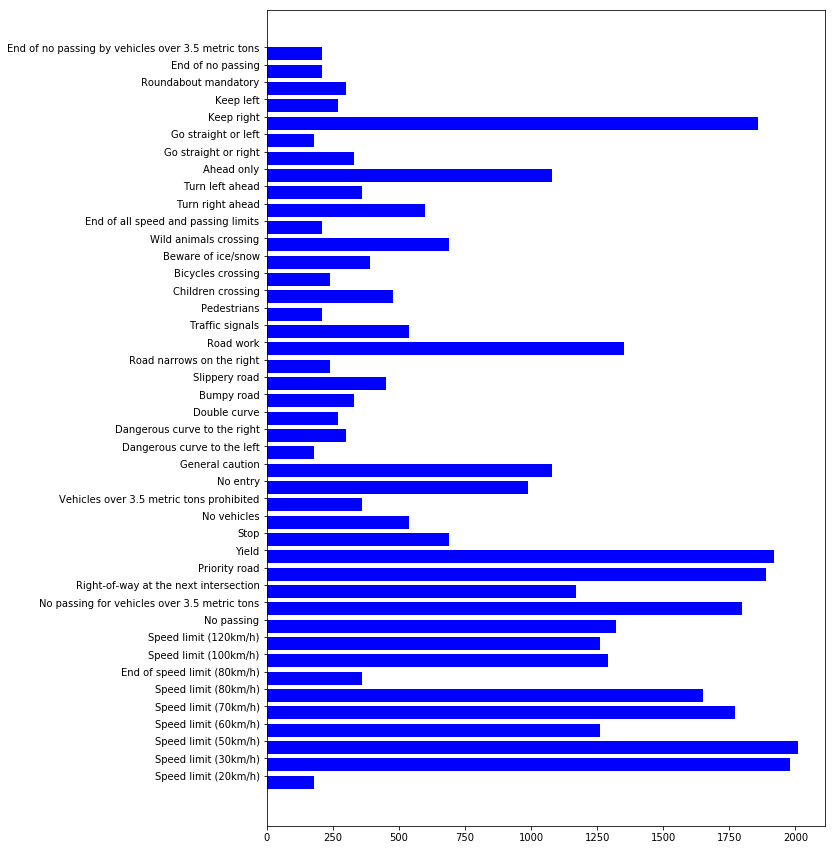 End of no passing by vehicles over 3.5 metric tons
End of no passing
Roundabout mandatory
Keep left
Keep right
Go straight or left
Go straight or right
Ahead only
Turn left ahead
Turn right ahead
End of all speed and passing limits
Wild animals crossing
Beware of ice/snow
Bicycles crossing
Children crossing
Pedestrians
Traffic signals
Road work
Road narrows on the right
Slippery road
Bumpy road
Double curve
Dangerous curve to the right
Dangerous curve to the left
General caution
No entry
Vehicles over 3.5 metric tons prohibited
No vehicles
Stop
Yield
Priority road
Right-of-way at the next intersection
No passing for vehicles over 3.5 metric tons
No passing
Speed limit (120km/h)
Speed limit (100km/h)
End of speed limit (80km/h)
Speed limit (80km/h)
Speed limit (70km/h)
Speed limit (60km/h)
Speed limit (50km/h)
Speed limit (30km/h)
Speed limit (20km/h)
0 250 500 750 1000 1250 1500 1750 2000